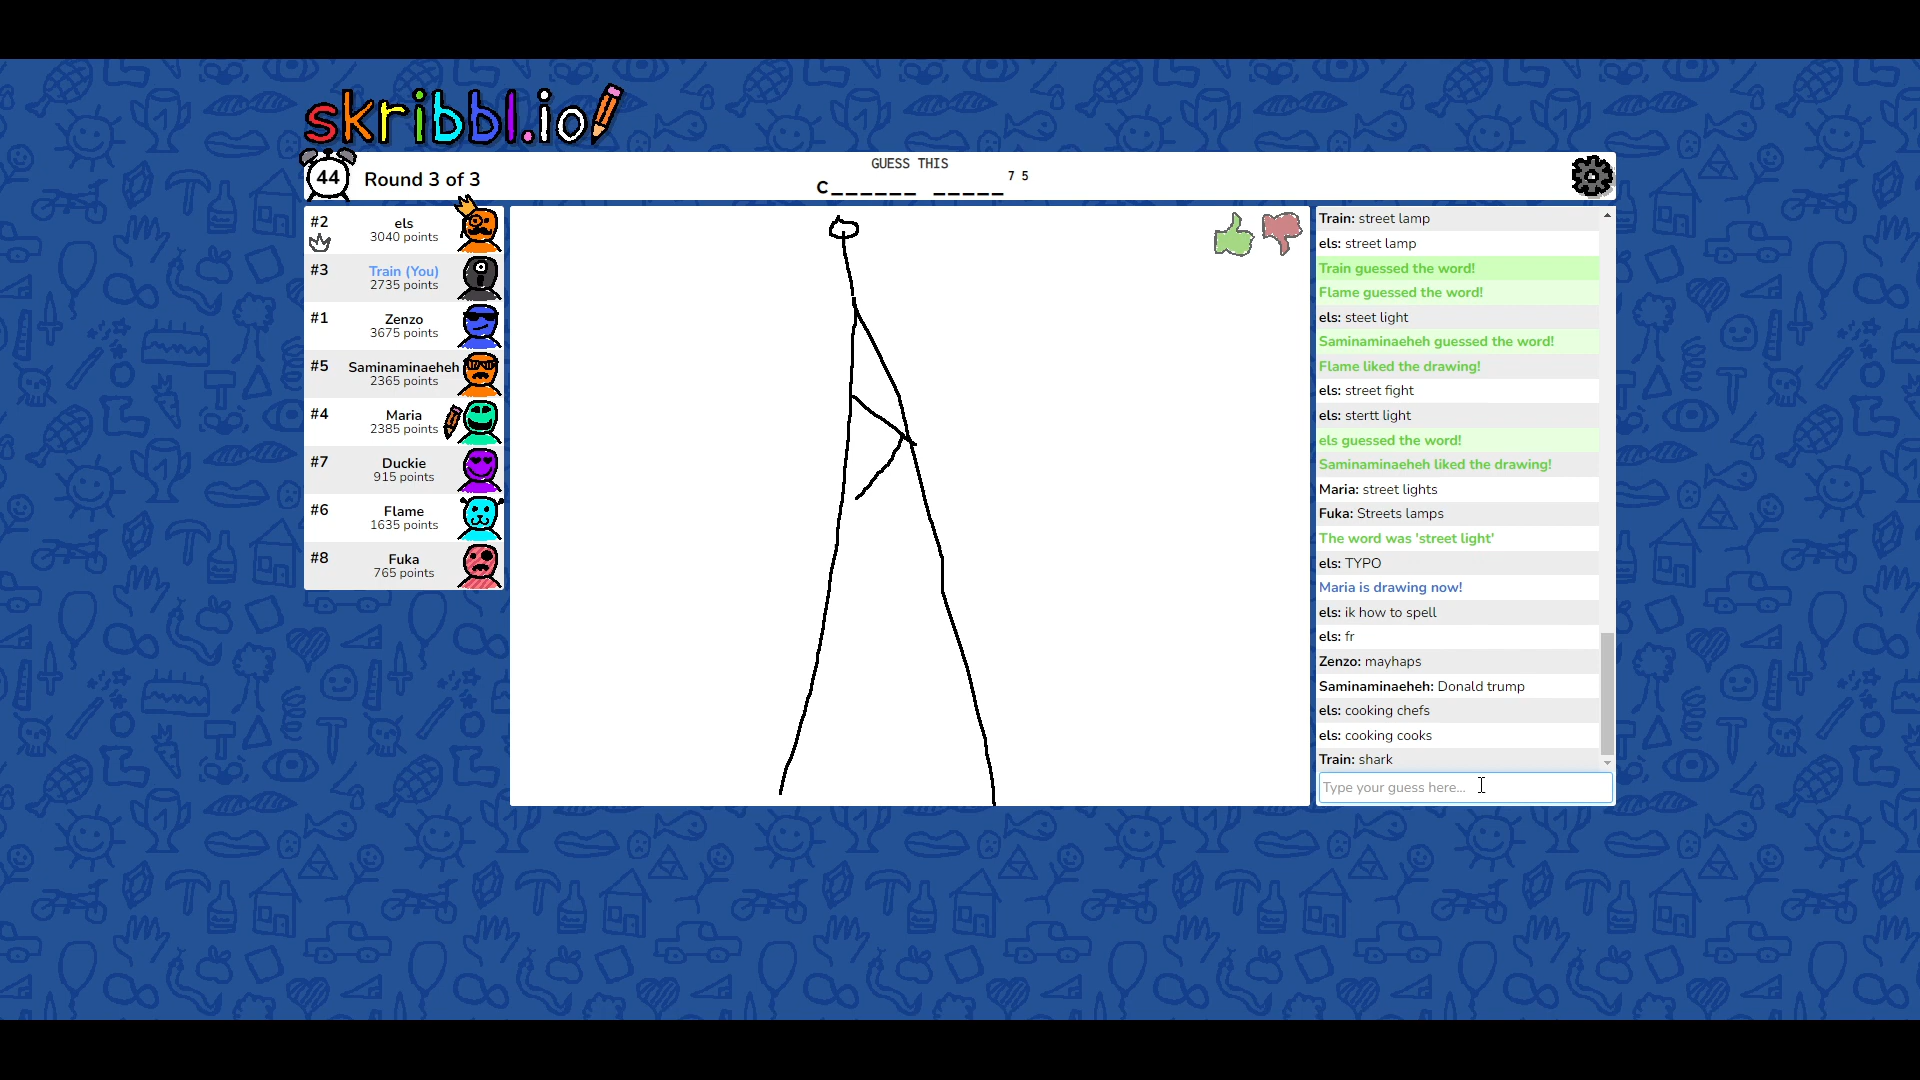 skribbl.io
GUESS THIS
44 Round 3 of 3
C______ _____ 7 5
#2 els
3040 points
#3 Train (You)
2735 points
#1 Zenzo
3675 points
#5 Saminaminaeheh
2365 points
#4 Maria
2385 points
#7 Duckie
915 points
#6 Flame
1635 points
#8 Fuka
765 points
Train: street lamp
els: street lamp
Train guessed the word!
Flame guessed the word!
els: steet light
Saminaminaeheh guessed the word!
Flame liked the drawing!
els: street fight
els: stertt light
els guessed the word!
Saminaminaeheh liked the drawing!
Maria: street lights
Fuka: Streets lamps
The word was 'street light'
els: TYPO
Maria is drawing now!
els: ik how to spell
els: fr
Zenzo: mayhaps
Saminaminaeheh: Donald trump
els: cooking chefs
els: cooking cooks
Train: shark
Type your guess here...